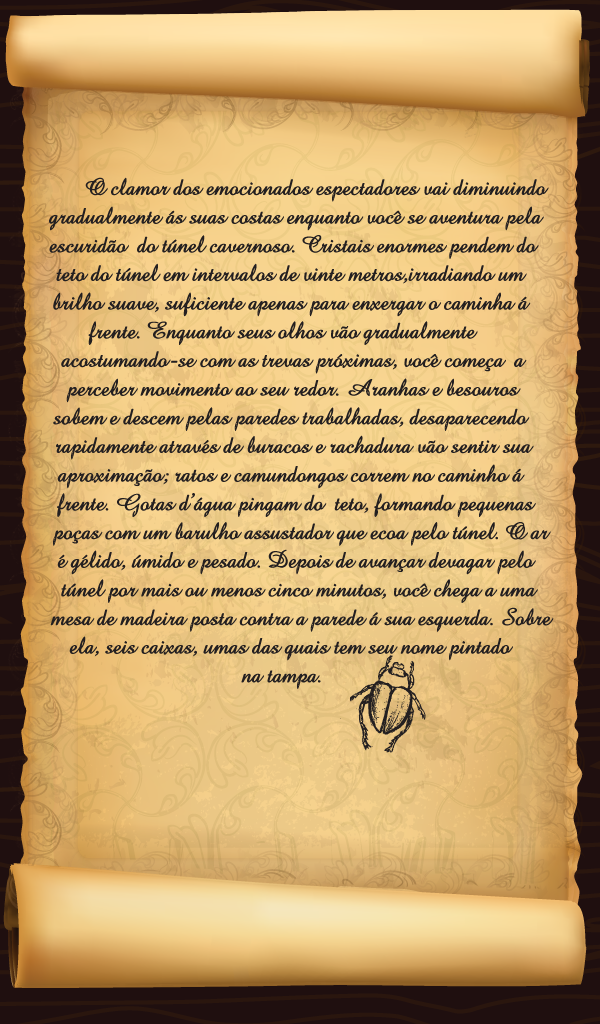 O clamor dos emocionados espectadores vai diminuindo
gradualmente ás suas costas enquanto você se aventura pela
escuridão do túnel cavernoso. Cristais enormes pendem do
teto do túnel em intervalos de vinte metros,irradiando um
brilho suave, suficiente apenas para enxergar o caminha á
frente. Enquanto seus olhos vão gradualmente
acostumando-se com as trevas próximas, você começa a
perceber movimento ao seu redor. Aranhas e besouros
sobem e descem pelas paredes trabalhadas, desaparecendo
rapidamente através de buracos e rachadura vão sentir sua
aproximação; ratos e camundongos correm no caminho á
frente. Gotas d'água pingam do teto, formando pequenas
poças com um barulho assustador que ecoa pelo túnel. O ar
é gélido, úmido e pesado. Depois de avançar devagar pelo
túnel por mais ou menos cinco minutos, você chega a uma
mesa de madeira posta contra a parede á sua esquerda. Sobre
ela, seis caixas, umas das quais tem seu nome pintado
na tampa.